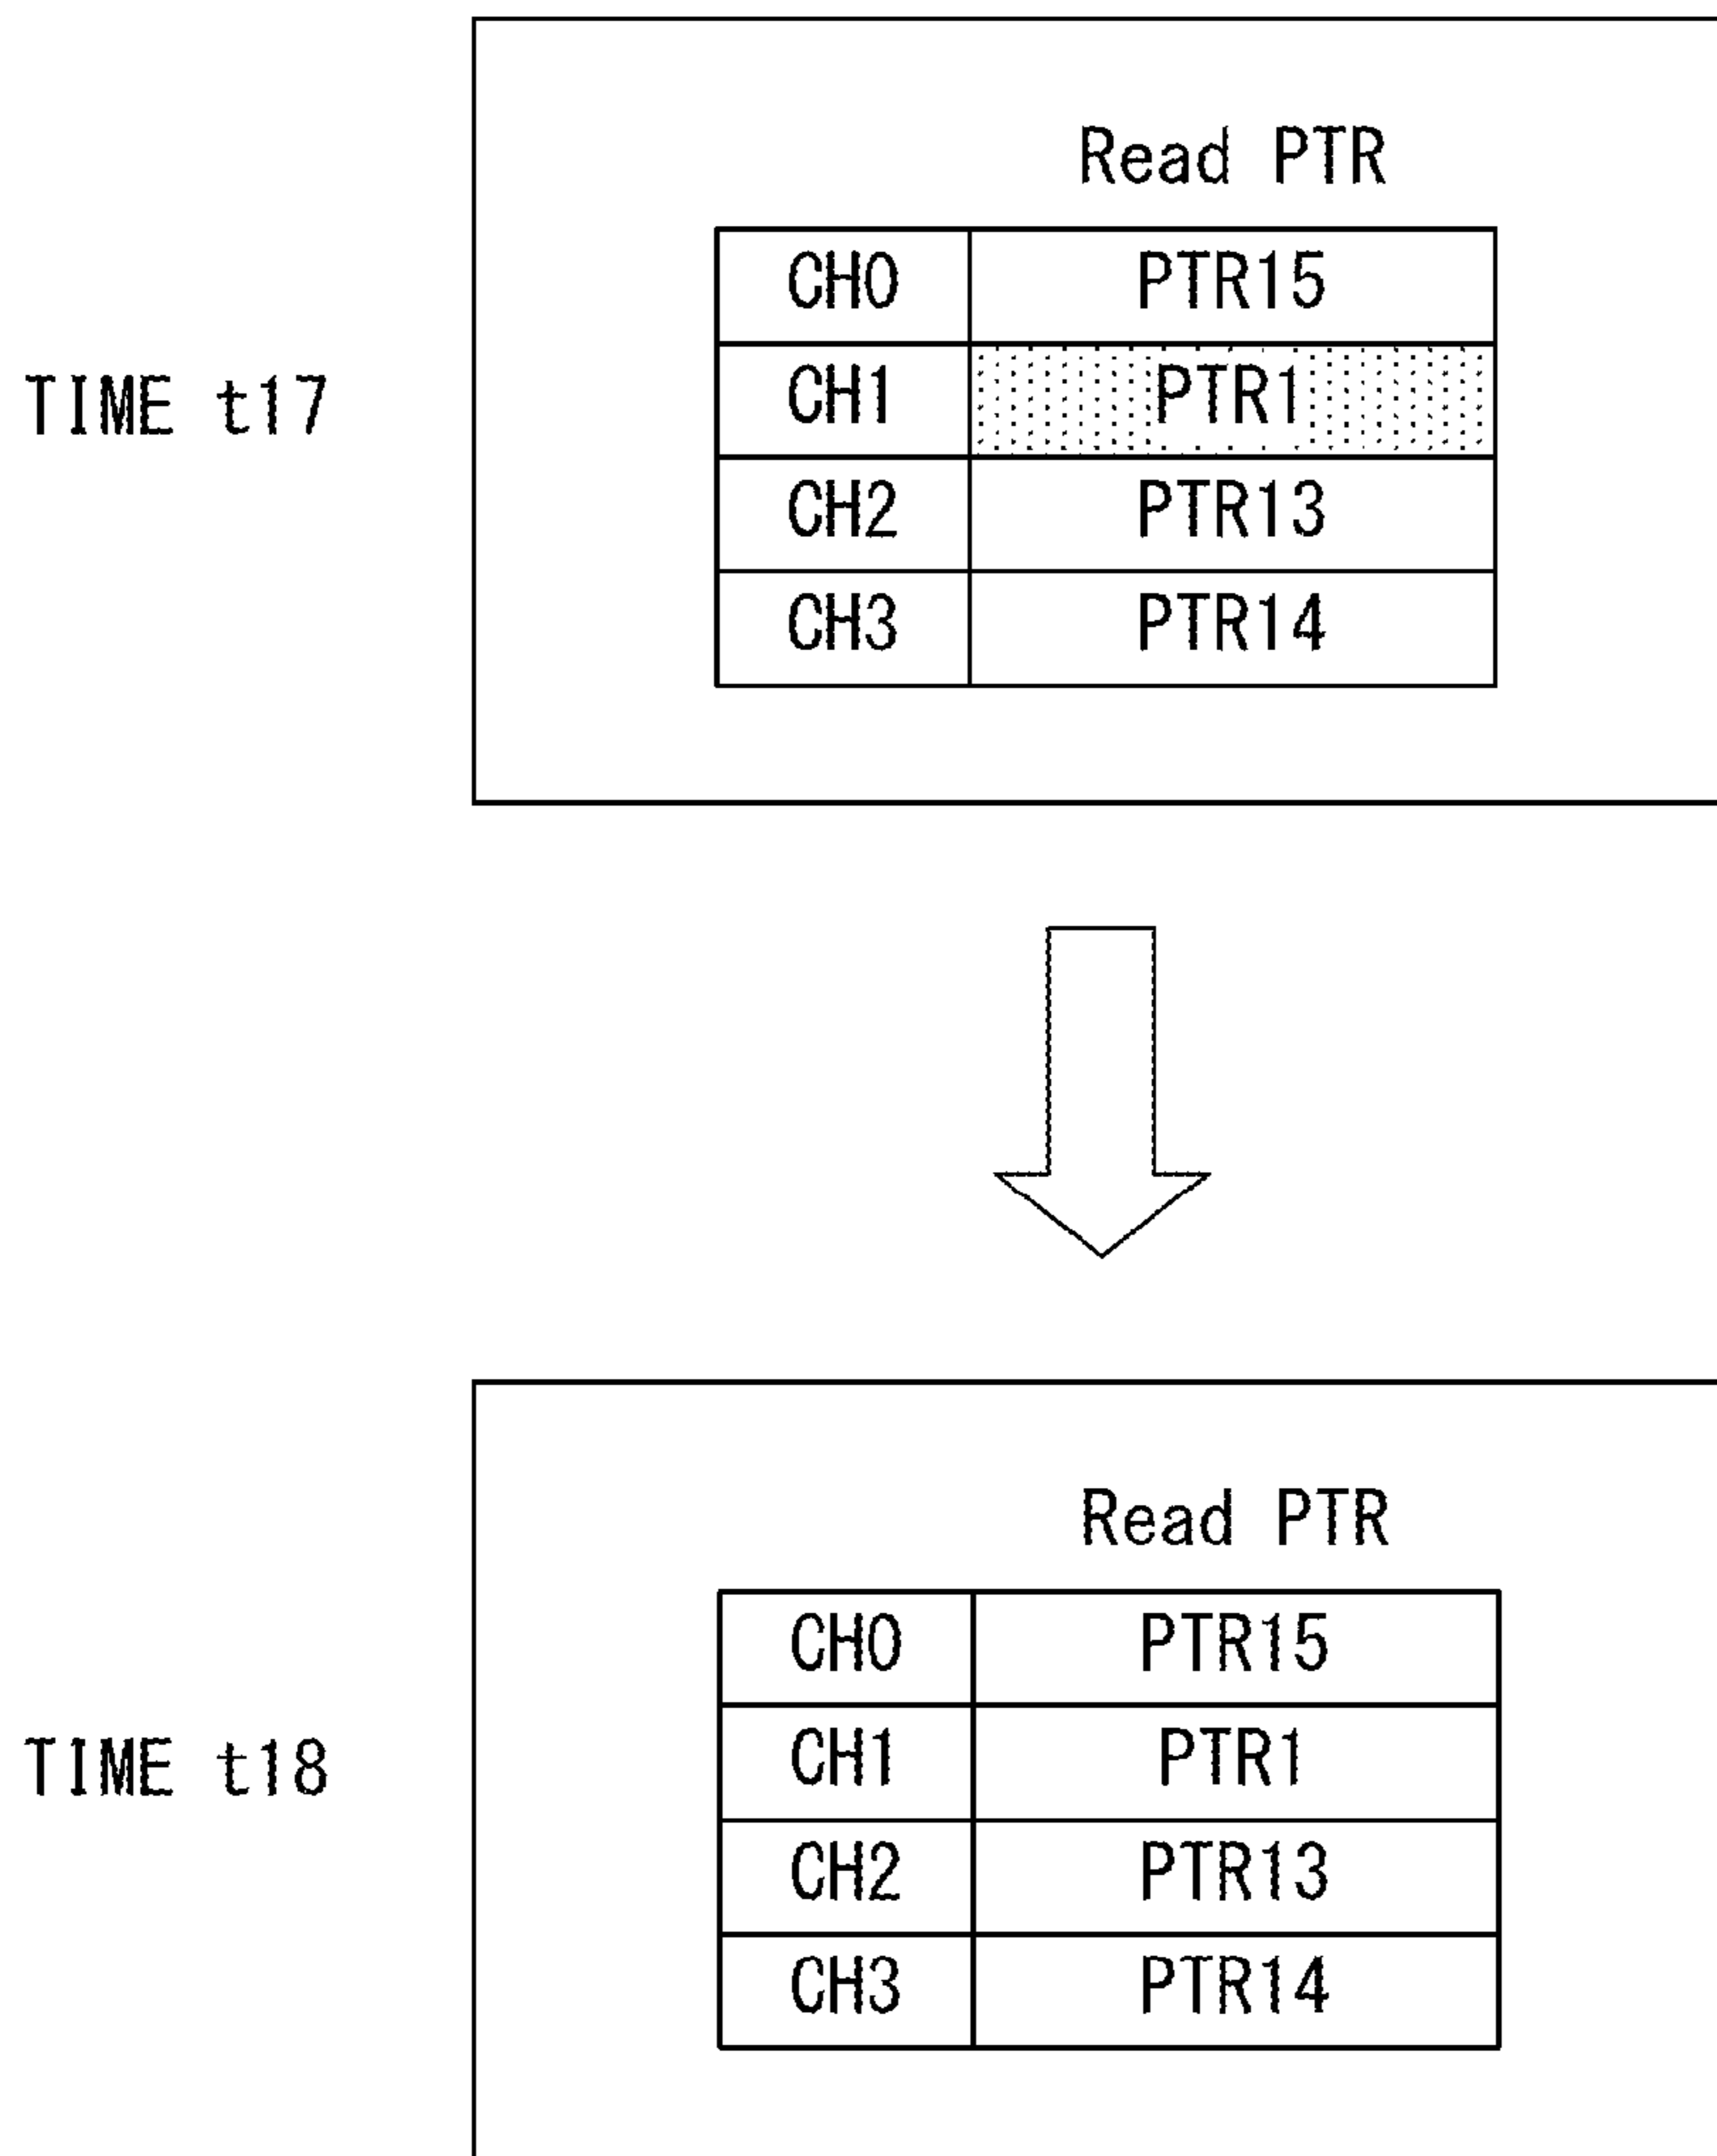 Read PTR
CH0 PTR15
TIME t17
CH1 PTR1
CH2 PTR13
CH3 PTR14
Read PTR
CH0 PTR15
TIME t18
CH1 PTR1
CH2 PTR13
CH3 PTR14